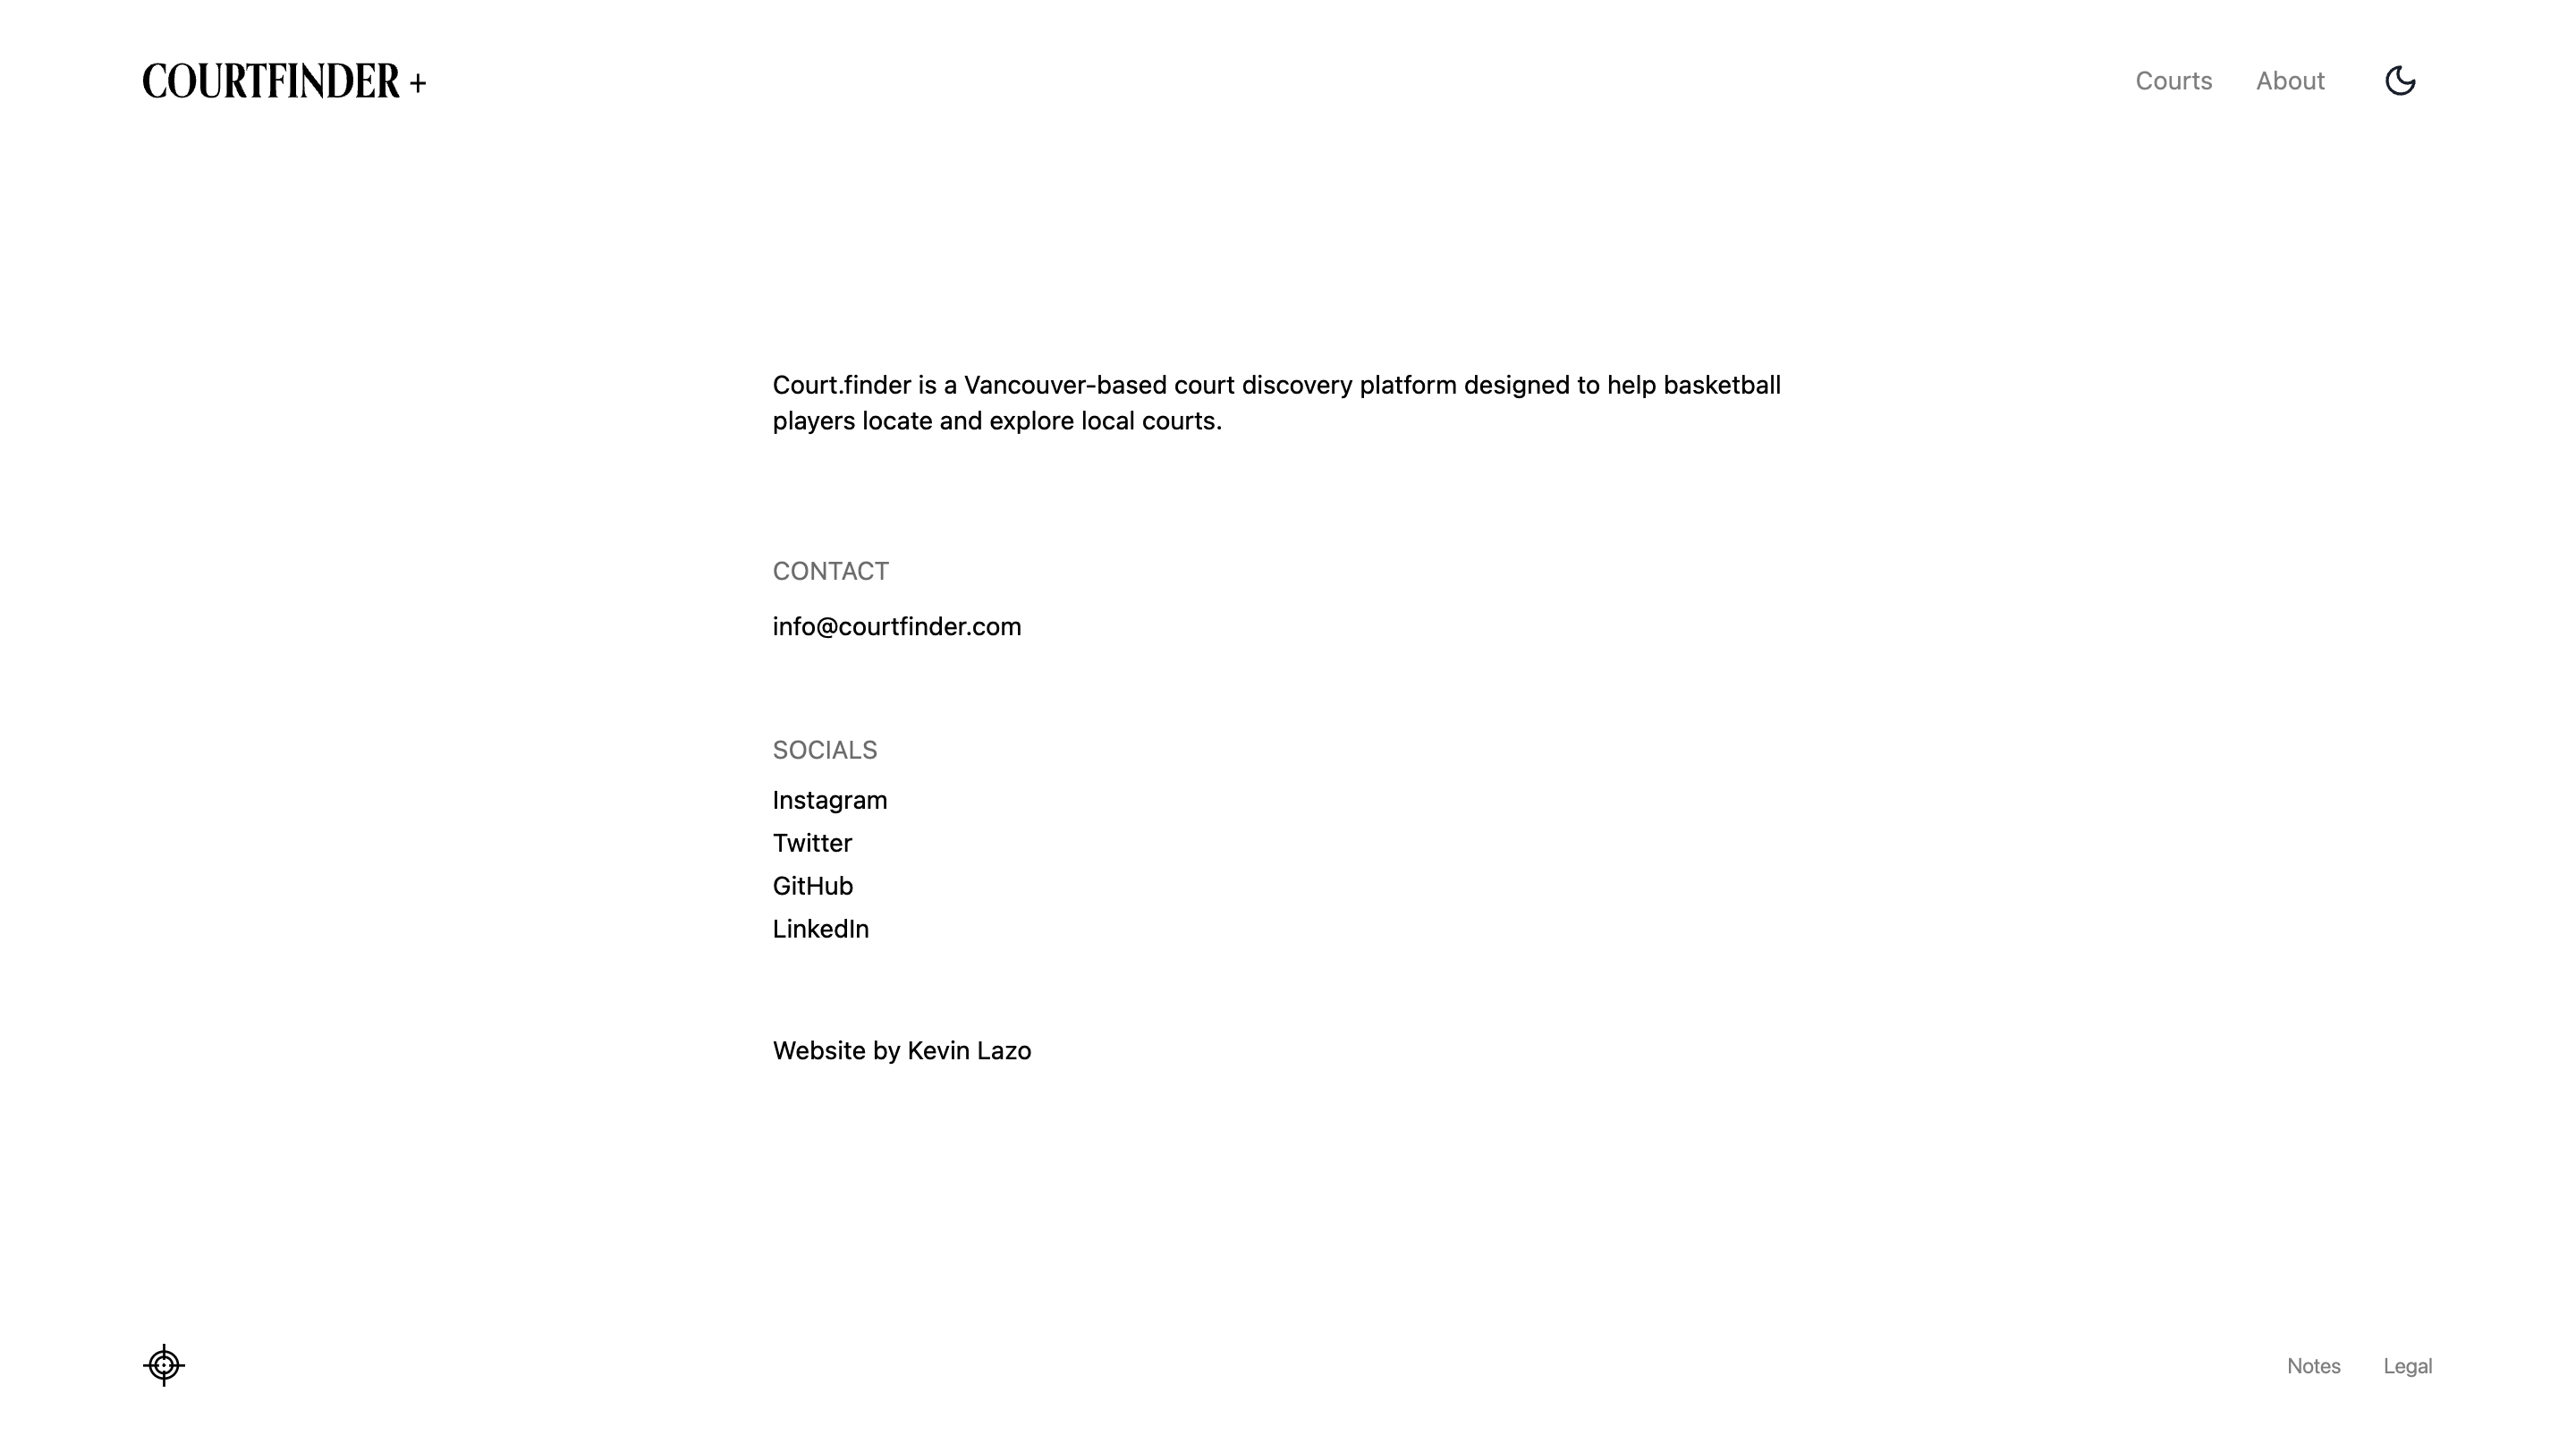 COURTFINDER +
Courts
About
Court.finder is a Vancouver-based court discovery platform designed to help basketball
players locate and explore local courts.
CONTACT
info@courtfinder.com
SOCIALS
Instagram
Twitter
GitHub
LinkedIn
Website by Kevin Lazo
Notes
Legal